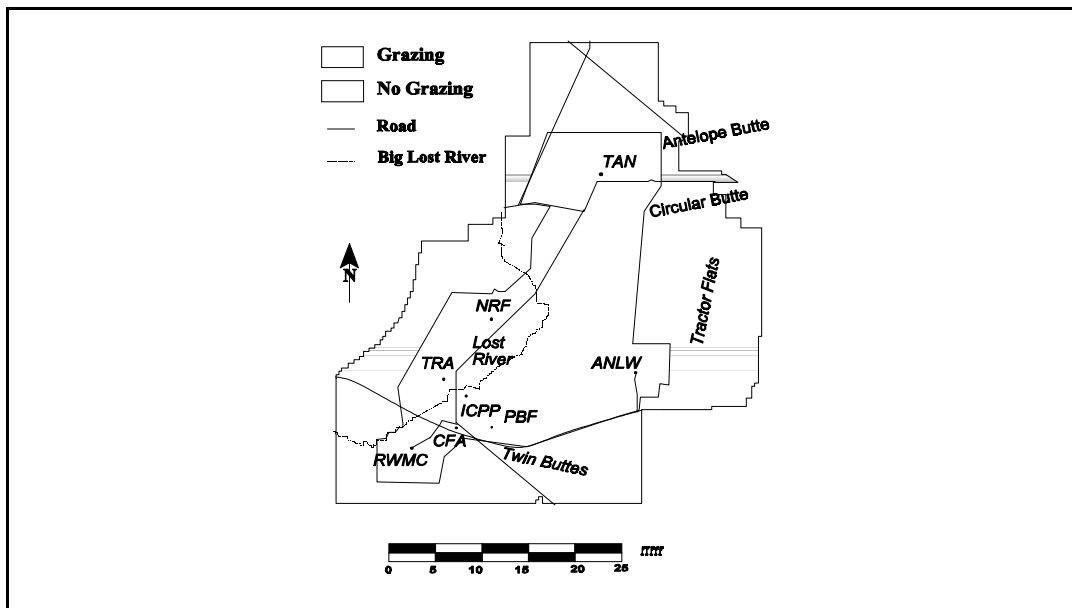 Grazing
No Grazing
Road
Big Lost River
Antelope Butte
TAN
Circular Butte
N
Tractor Flats
NRF
Lost
River
TRA
ANLW
ICPP
PBF
CFA
RWMC
Twin Buttes
0 5 10 15 20 25